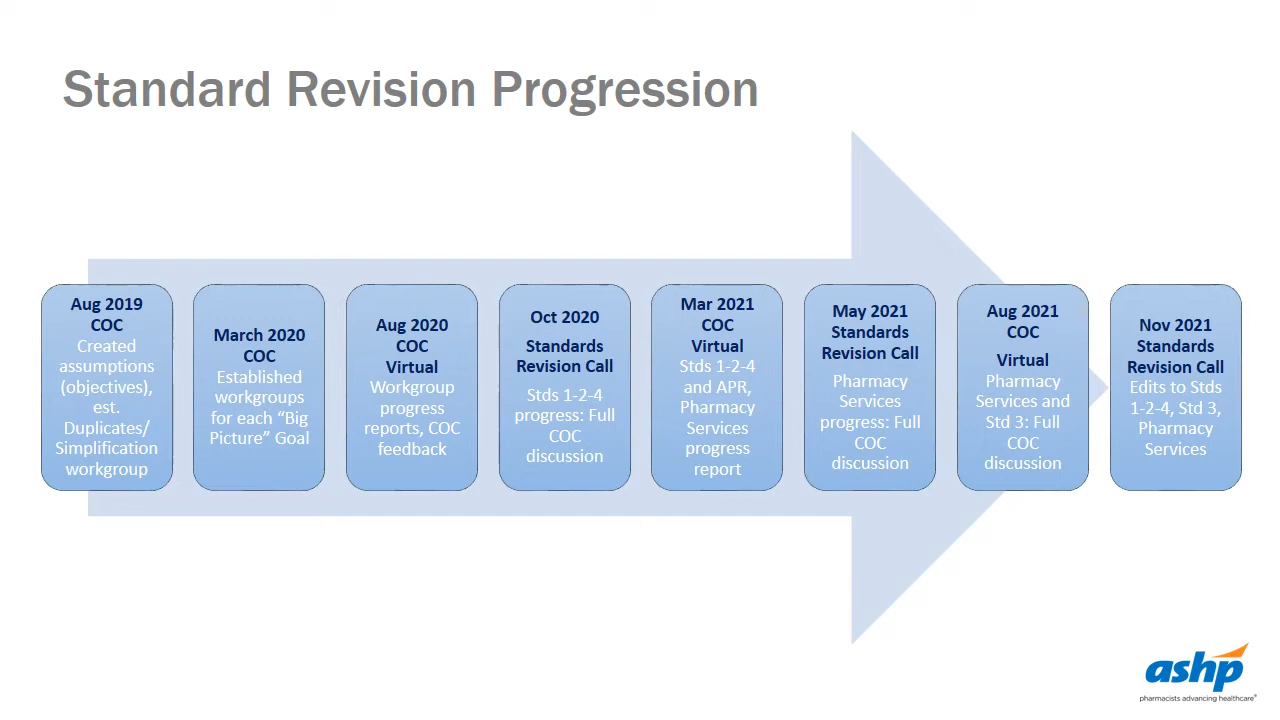 Standard Revision Progression
Aug 2019
COC
Created
assumptions
(objectives),
est.
Duplicates/
Simplification
workgroup
March 2020
COC
Established
workgroups
for each “Big
Picture” Goal
Aug 2020
COC
Virtual
Workgroup
progress
reports, COC
feedback
Oct 2020
Standards
Revision Call
Stds 1-2-4
progress: Full
COC
discussion
Mar 2021
COC
Virtual
Stds 1-2-4
and APR,
Pharmacy
Services
progress
report
May 2021
Standards
Revision Call
Pharmacy
Services
progress: Full
COC
discussion
Aug 2021
COC
Virtual
Pharmacy
Services and
Std 3: Full
COC
discussion
Nov 2021
Standards
Revision Call
Edits to Stds
1-2-4, Std 3,
Pharmacy
Services
ashp
pharmacists advancing healthcare®